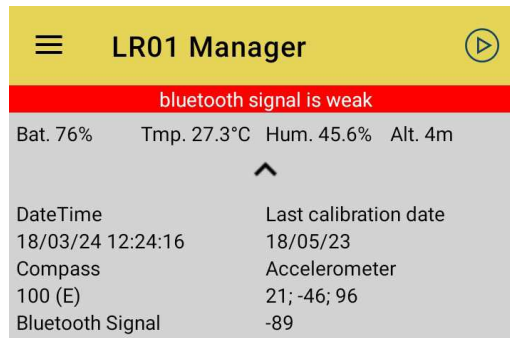 LR01 Manager
bluetooth signal is weak
Bat. 76% Tmp. 27.3°C Hum. 45.6% Alt. 4m
DateTime Last calibration date
18/03/24 12:24:16 18/05/23
Compass Accelerometer
100 (E) 21; -46; 96
Bluetooth Signal -89